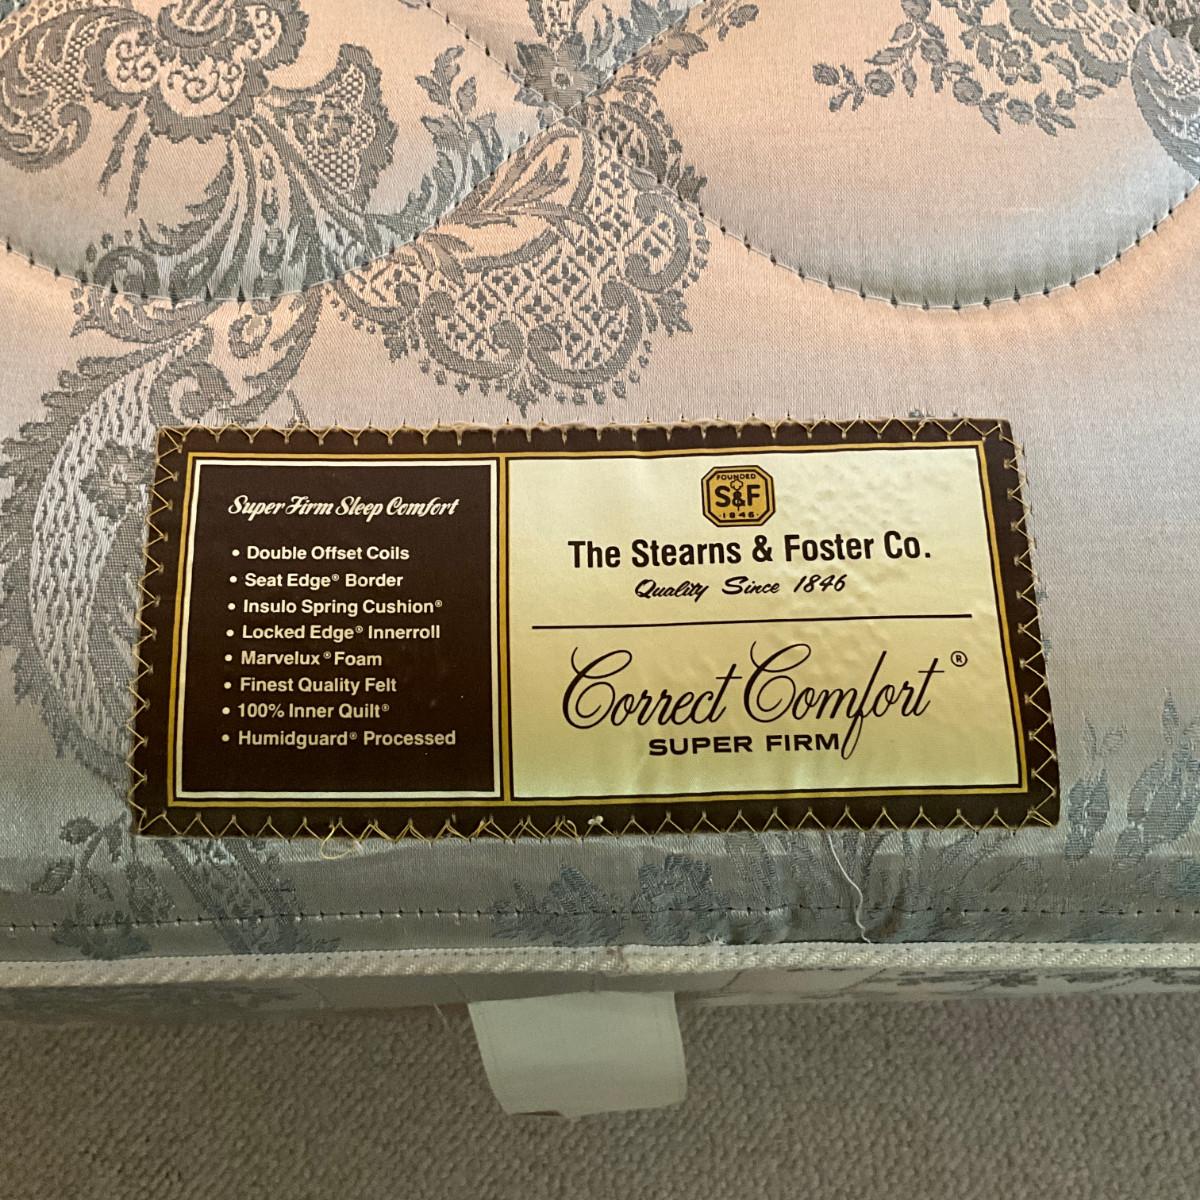 Super Firm Sleep Comfort
• Double Offset Coils
• Seat Edge® Border
• Insulo Spring Cushion®
• Locked Edge® Innerroll
• Marvelux® Foam
• Finest Quality Felt
• 100% Inner Quilt®
• Humidguard® Processed
FOUNDED
S&F
·1846·
The Stearns & Foster Co.
Quality Since 1846
Correct Comfort®
SUPER FIRM